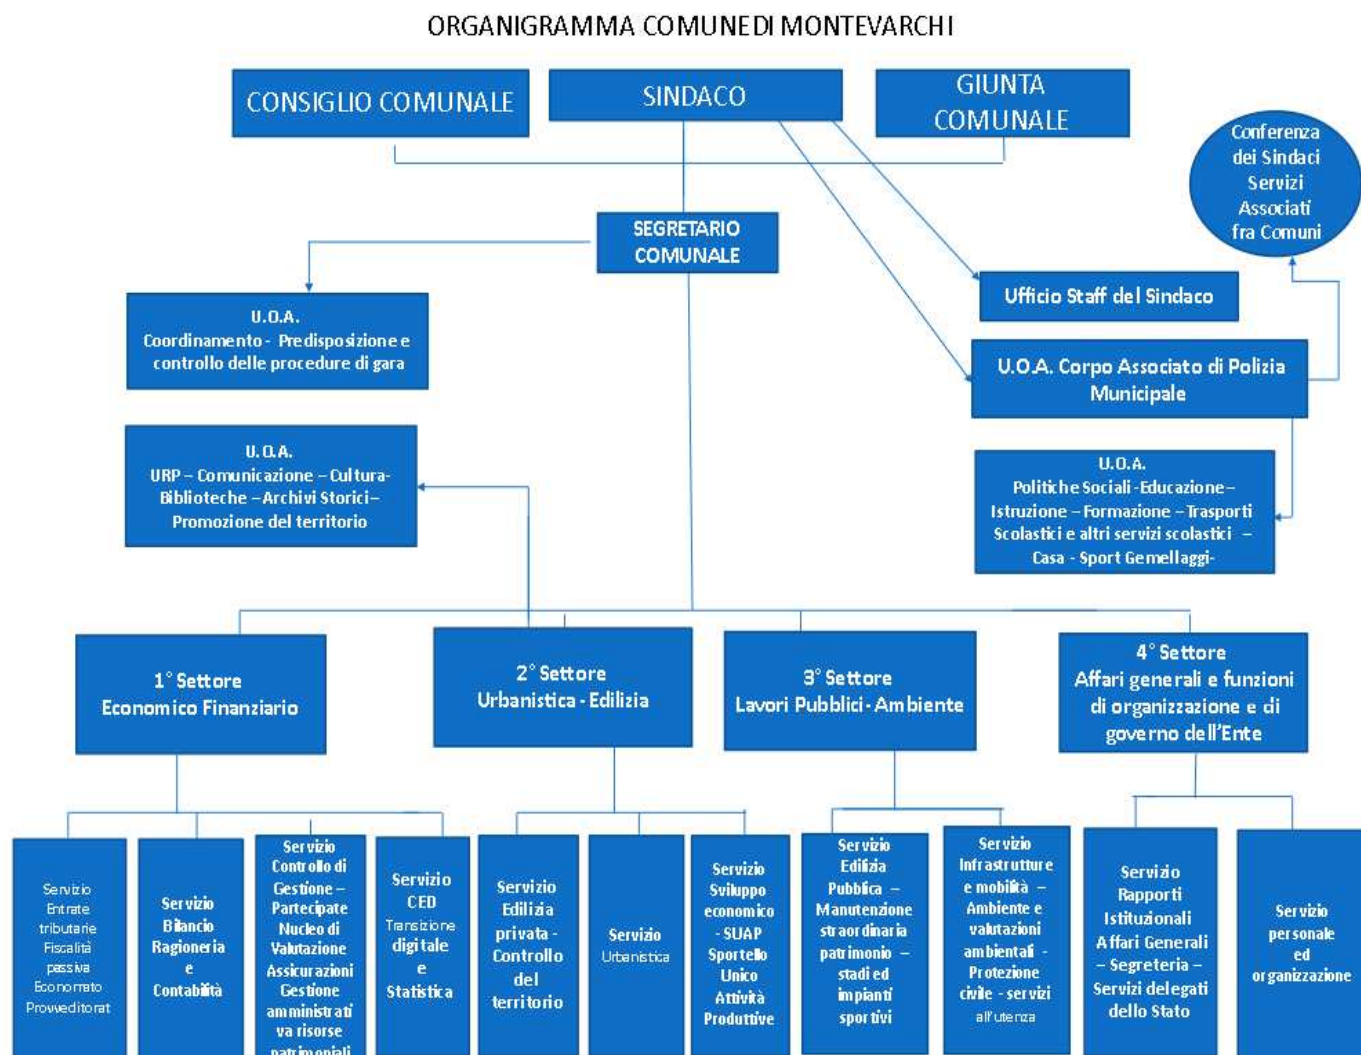 ORGANIGRAMMA COMUNEDI MONTEVARCHI
CONSIGLIO COMUNALE
SINDACO
GIUNTA
COMUNALE
Conferenza
dei Sindaci
Servizi
Associati
fra Comuni
SEGRETARIO
COMUNALE
Ufficio Staff del Sindaco
U.O.A.
Coordinamento - Predisposizione e
controllo delle procedure di gara
U.O.A. Corpo Associato di Polizia
Municipale
U.O.A.
URP – Comunicazione – Cultura-
Biblioteche – Archivi Storici –
Promozione del territorio
U.O.A.
Politiche Sociali -Educazione –
Istruzione – Formazione – Trasporti
Scolastici e altri servizi scolastici –
Casa - Sport Gemellaggi-
1° Settore
Economico Finanziario
2° Settore
Urbanistica - Edilizia
3° Settore
Lavori Pubblici - Ambiente
4° Settore
Affari generali e funzioni
di organizzazione e di
governo dell'Ente
Servizio
Entrate
tributarie
Fiscalità
passiva
Economato
Provveditorat
Servizio
Bilancio
Ragioneria
e
Contabilità
Servizio
Controllo di
Gestione –
Partecipate
Nucleo di
Valutazione
Assicurazioni
Gestione
amministrati
va risorse
patrimoniali
Servizio
CED
Transizione
digitale e
Statistica
Servizio
Edilizia
privata -
Controllo
del
territorio
Servizio
Urbanistica
Servizio
Sviluppo
economico
- SUAP
Sportello
Unico
Attività
Produttive
Servizio
Edilizia
Pubblica –
Manutenzione
straordinaria
patrimonio –
stadi ed
impianti
sportivi
Servizio
Infrastrutture
e mobilità –
Ambiente e
valutazioni
ambientali -
Protezione
civile - servizi
all'utenza
Servizio
Rapporti
Istituzionali
Affari Generali
– Segreteria –
Servizi delegati
dello Stato
Servizio
personale
ed
organizzazione